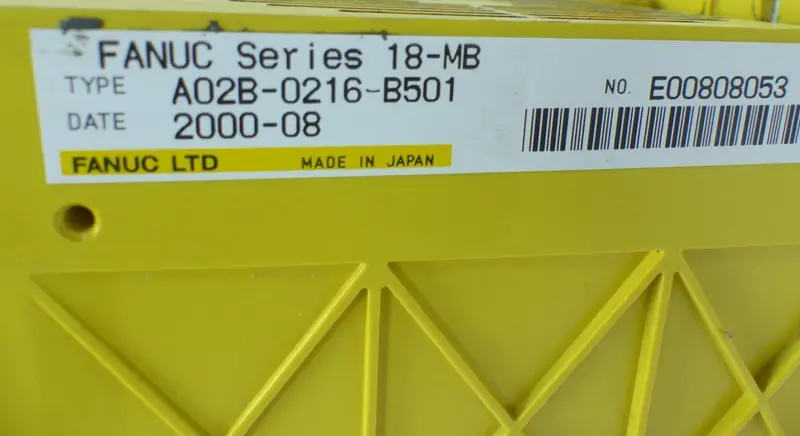 FANUC Series 18-MB
TYPE A02B-0216-B501
NO. E00808053
DATE 2000-08
FANUC LTD MADE IN JAPAN